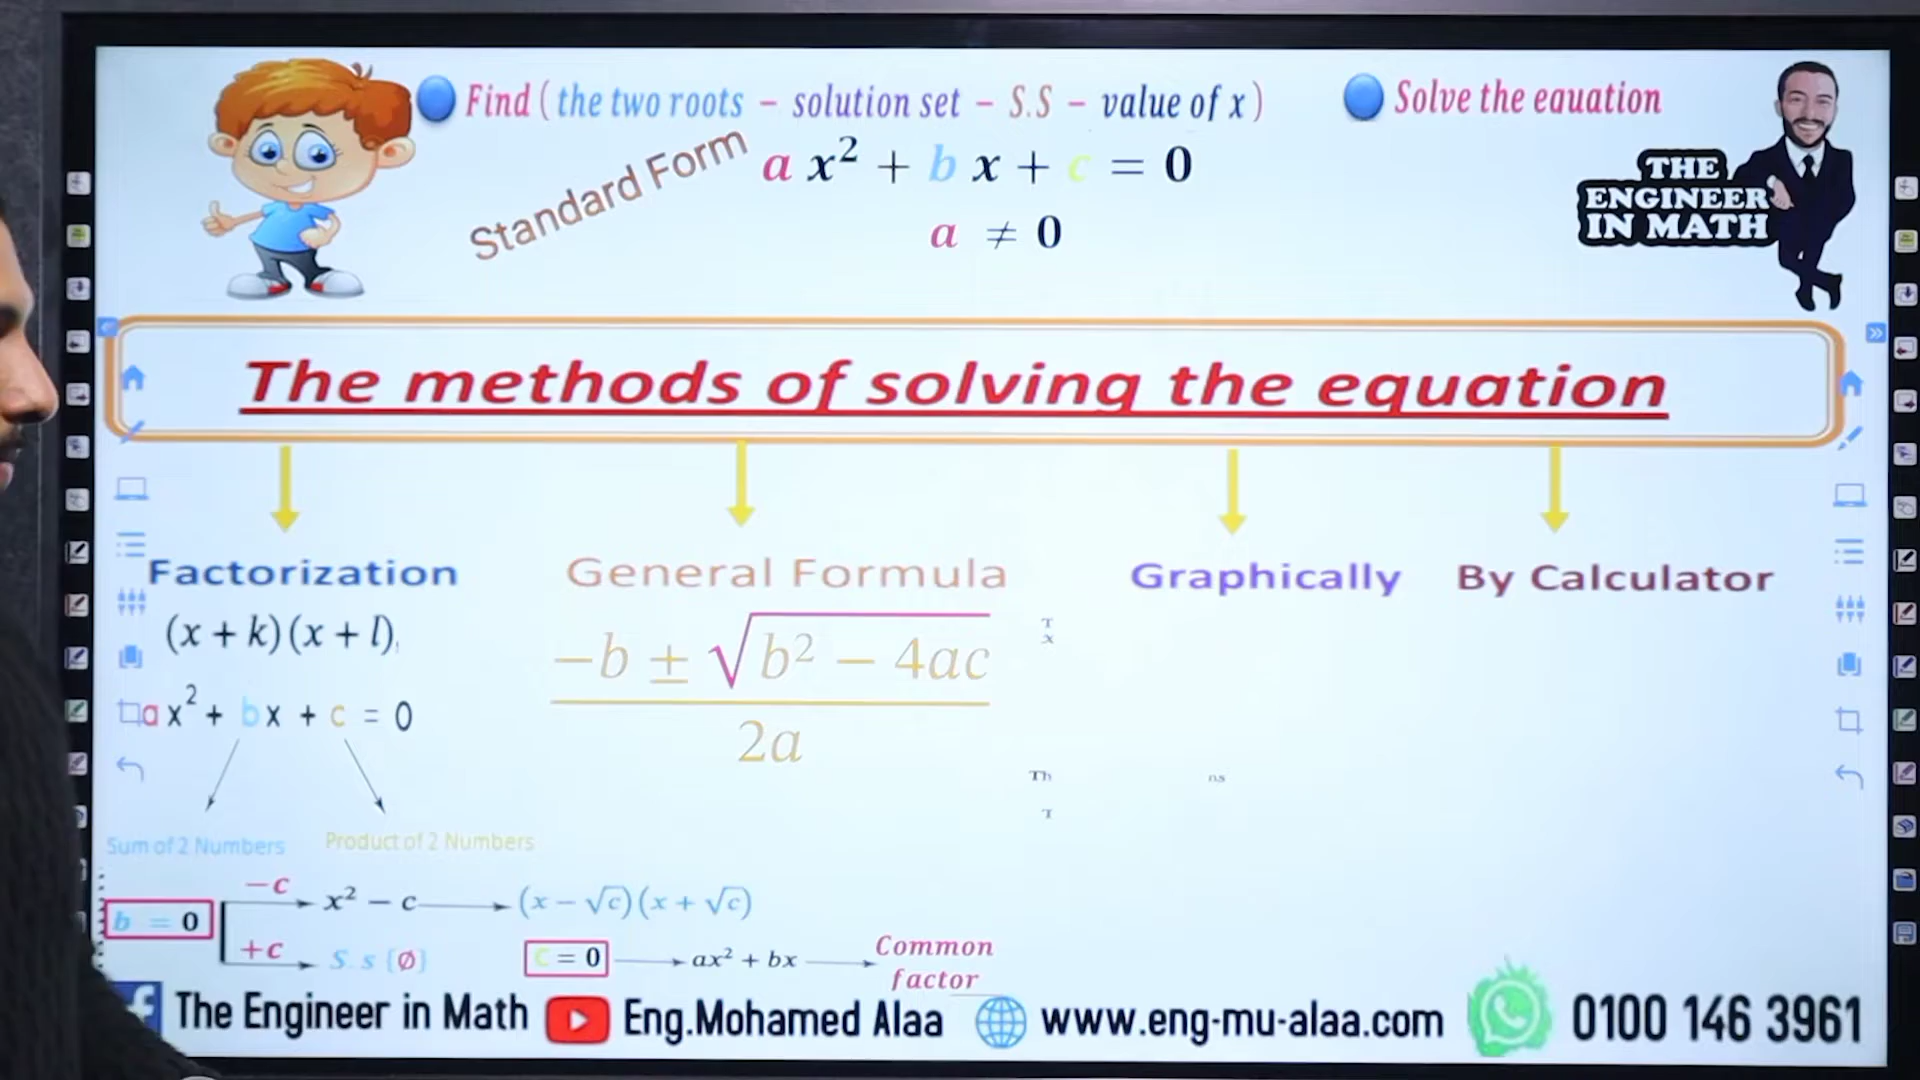 Find ( the two roots – solution set – S.S – value of x )
Solve the eauation
Standard Form
a x² + b x + c = 0
a ≠ 0
THE
ENGINEER
IN MATH
The methods of solving the equation
Factorization
General Formula
Graphically
By Calculator
(x + k)(x + l),
−b ± √b² − 4ac
2a
T
x
a x² + b x + c = 0
Th
ns
T
Sum of 2 Numbers
Product of 2 Numbers
−c
x² − c
(x − √c)(x + √c)
b = 0
+c
S. s {∅}
C = 0
ax² + bx
Common
factor
f The Engineer in Math
Eng.Mohamed Alaa
www.eng-mu-alaa.com
0100 146 3961